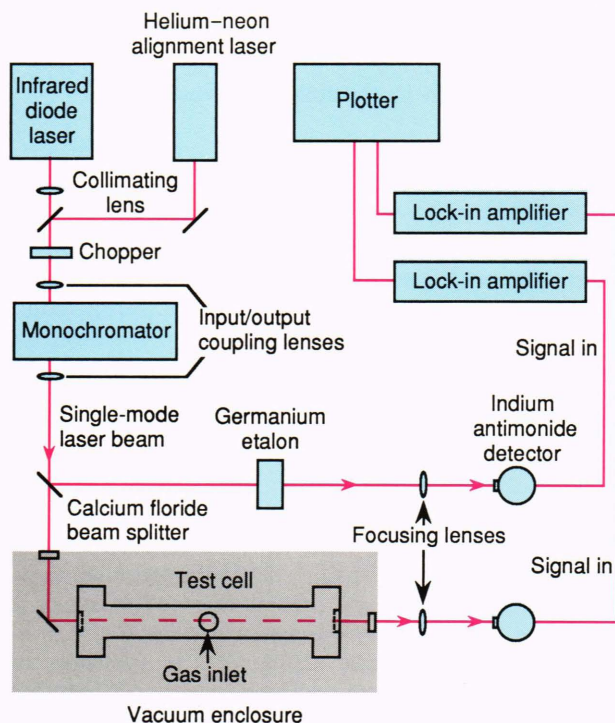 Helium–neon
alignment laser
Infrared
diode
laser
Plotter
Collimating
lens
Lock-in amplifier
Chopper
Lock-in amplifier
Monochromator
Input/output
coupling lenses
Signal in
Single-mode
laser beam
Germanium
etalon
Indium
antimonide
detector
Calcium floride
beam splitter
Focusing lenses
Signal in
Test cell
Gas inlet
Vacuum enclosure